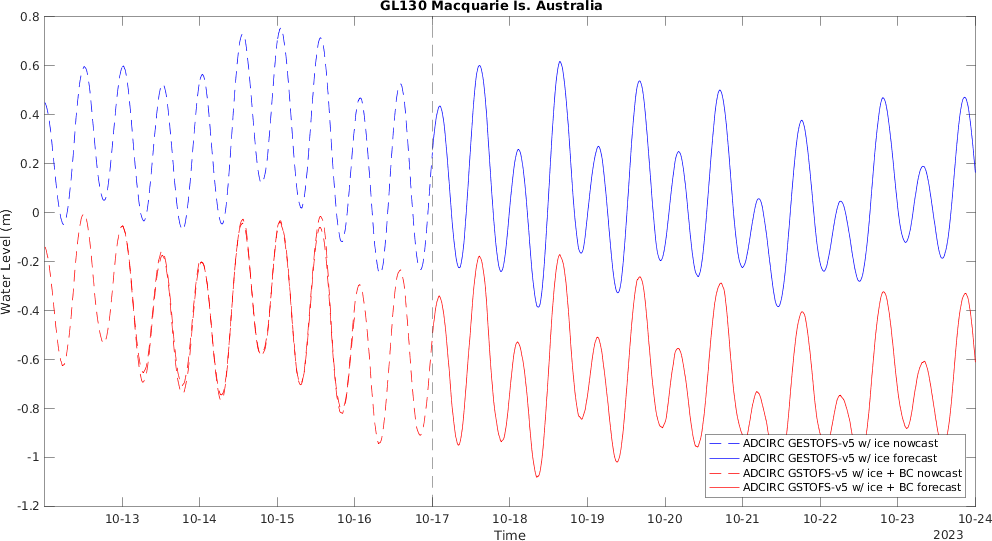 GL130 Macquarie Is. Australia
0.8
0.6
0.4
0.2
0
-0.2
-0.4
-0.6
-0.8
-1
-1.2
Water Level (m)
ADCIRC GESTOFS-v5 w/ ice nowcast
ADCIRC GESTOFS-v5 w/ ice forecast
ADCIRC GSTOFS-v5 w/ ice + BC nowcast
ADCIRC GSTOFS-v5 w/ ice + BC forecast
10-13 10-14 10-15 10-16 10-17 10-18 10-19 10-20 10-21 10-22 10-23 10-24
Time
2023